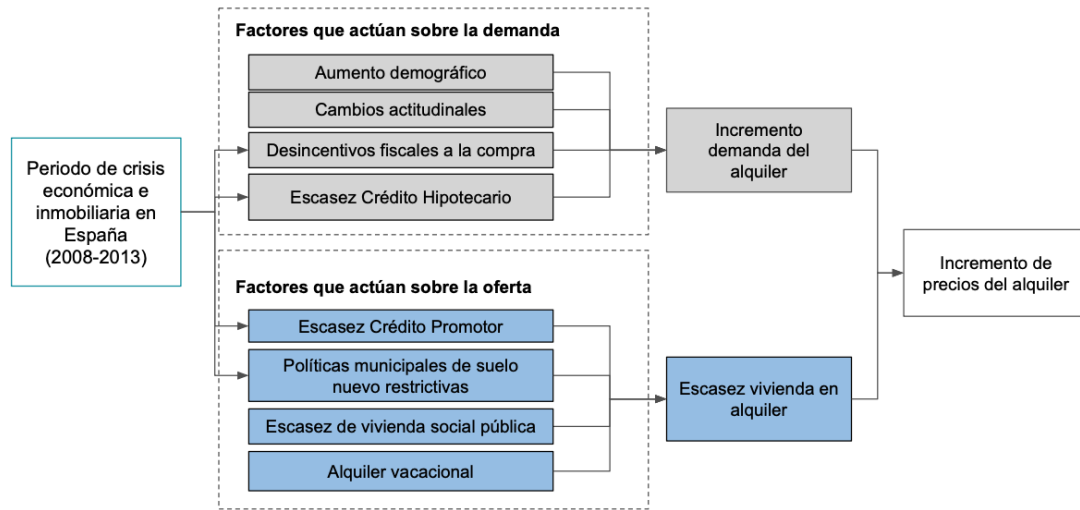 Factores que actúan sobre la demanda
Aumento demográfico
Cambios actitudinales
Desincentivos fiscales a la compra
Escasez Crédito Hipotecario
Periodo de crisis
económica e
inmobiliaria en
España
(2008-2013)
Incremento
demanda del
alquiler
Factores que actúan sobre la oferta
Escasez Crédito Promotor
Políticas municipales de suelo
nuevo restrictivas
Escasez de vivienda social pública
Alquiler vacacional
Escasez vivienda en
alquiler
Incremento de
precios del alquiler